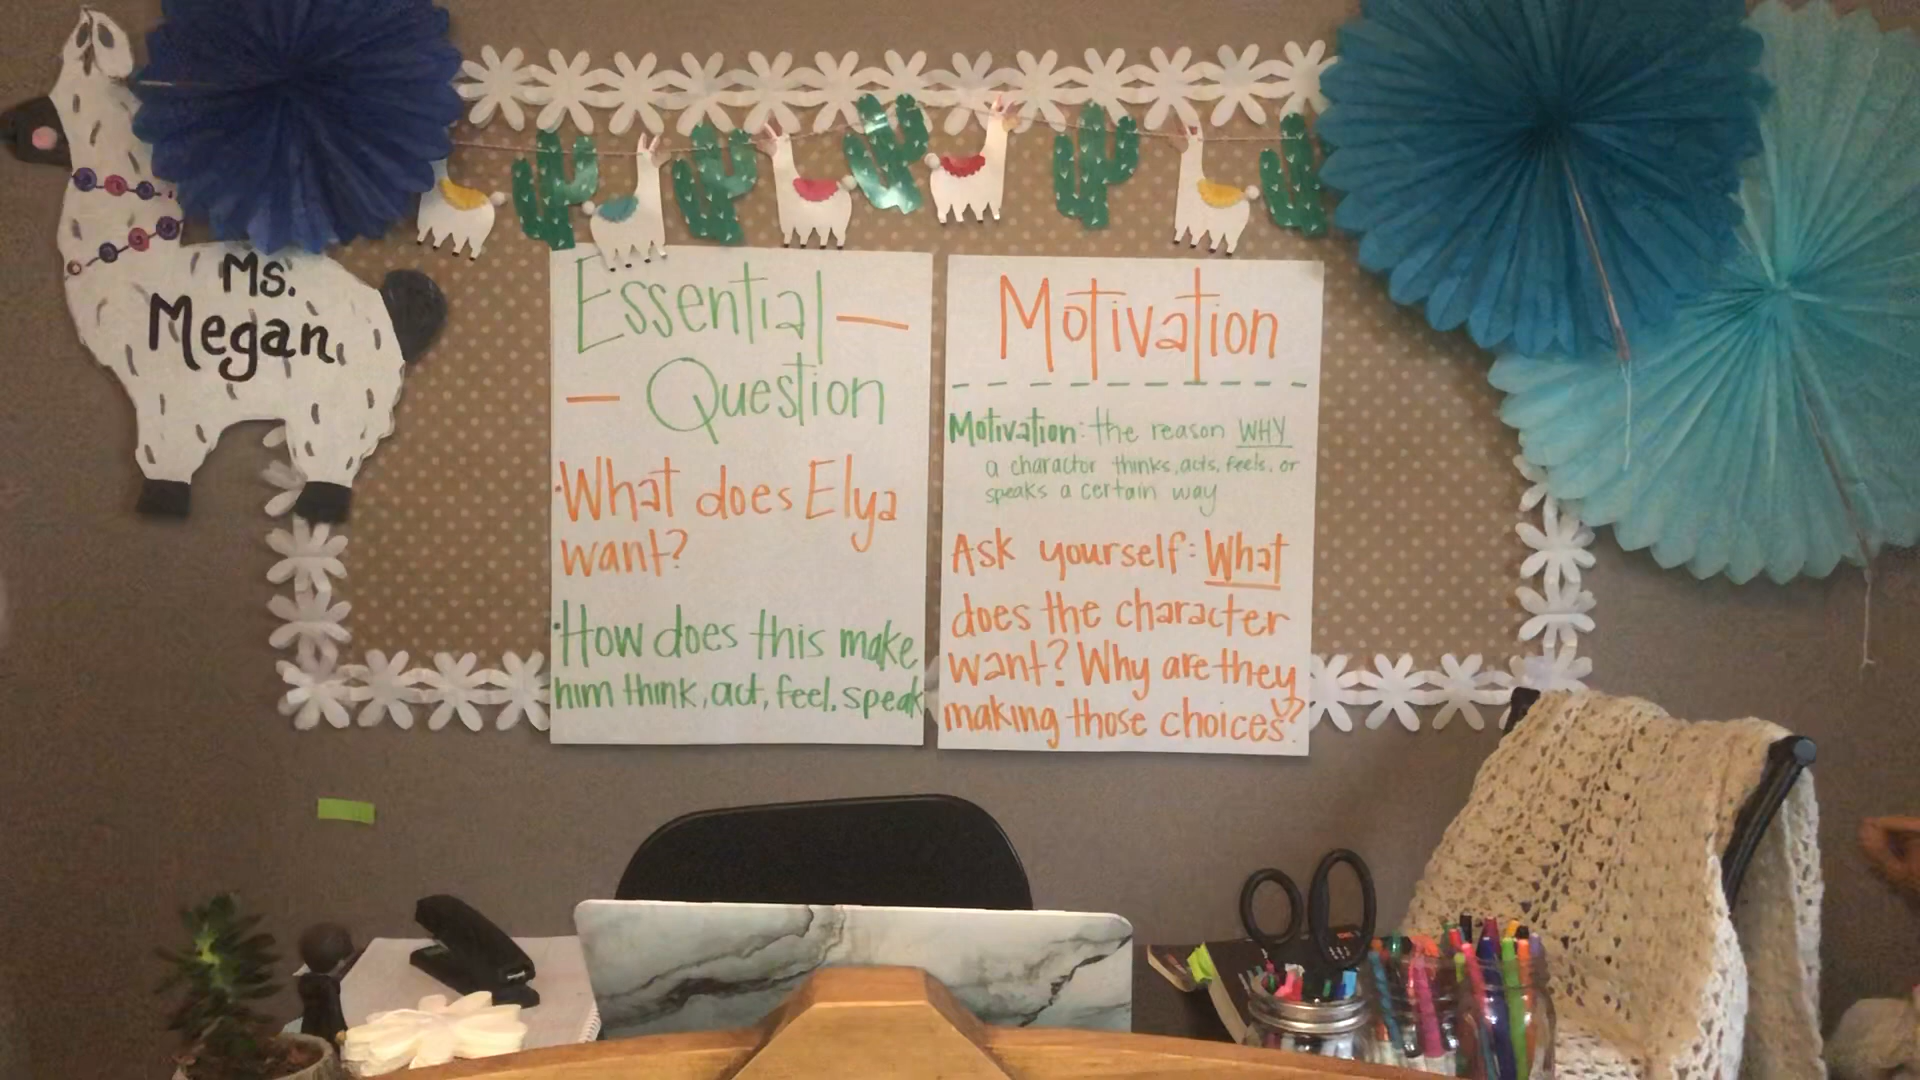 Ms.
Megan
Essential
Question
·What does Elya
want?
·How does this make
him think, act, feel, speak
Motivation
Motivation: the reason WHY
a charactor thinks, acts, feels, or
speaks a certain way
Ask yourself: What
does the character
want? Why are they
making those choices?